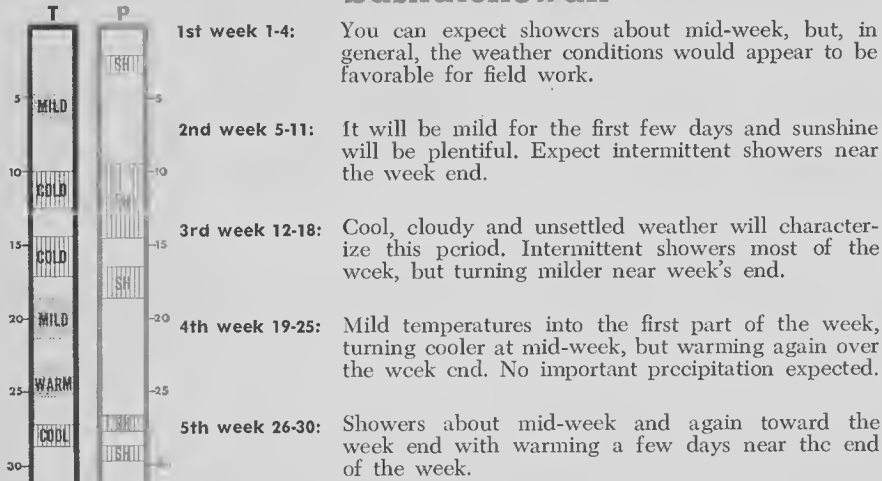 T P
1st week 1-4: You can expect showers about mid-week, but, in
general, the weather conditions would appear to be
favorable for field work.
2nd week 5-11: It will be mild for the first few days and sunshine
will be plentiful. Expect intermittent showers near
the week end.
3rd week 12-18: Cool, cloudy and unsettled weather will character-
ize this period. Intermittent showers most of the
week, but turning milder near week's end.
4th week 19-25: Mild temperatures into the first part of the week,
turning cooler at mid-week, but warming again over
the week end. No important precipitation expected.
5th week 26-30: Showers about mid-week and again toward the
week end with warming a few days near the end
of the week.
SH
5 MILD 5
10 COLD 10
SH
15 COLD 15
SH
20 MILD 20
25 WARM 25
COOL SH
SH
30